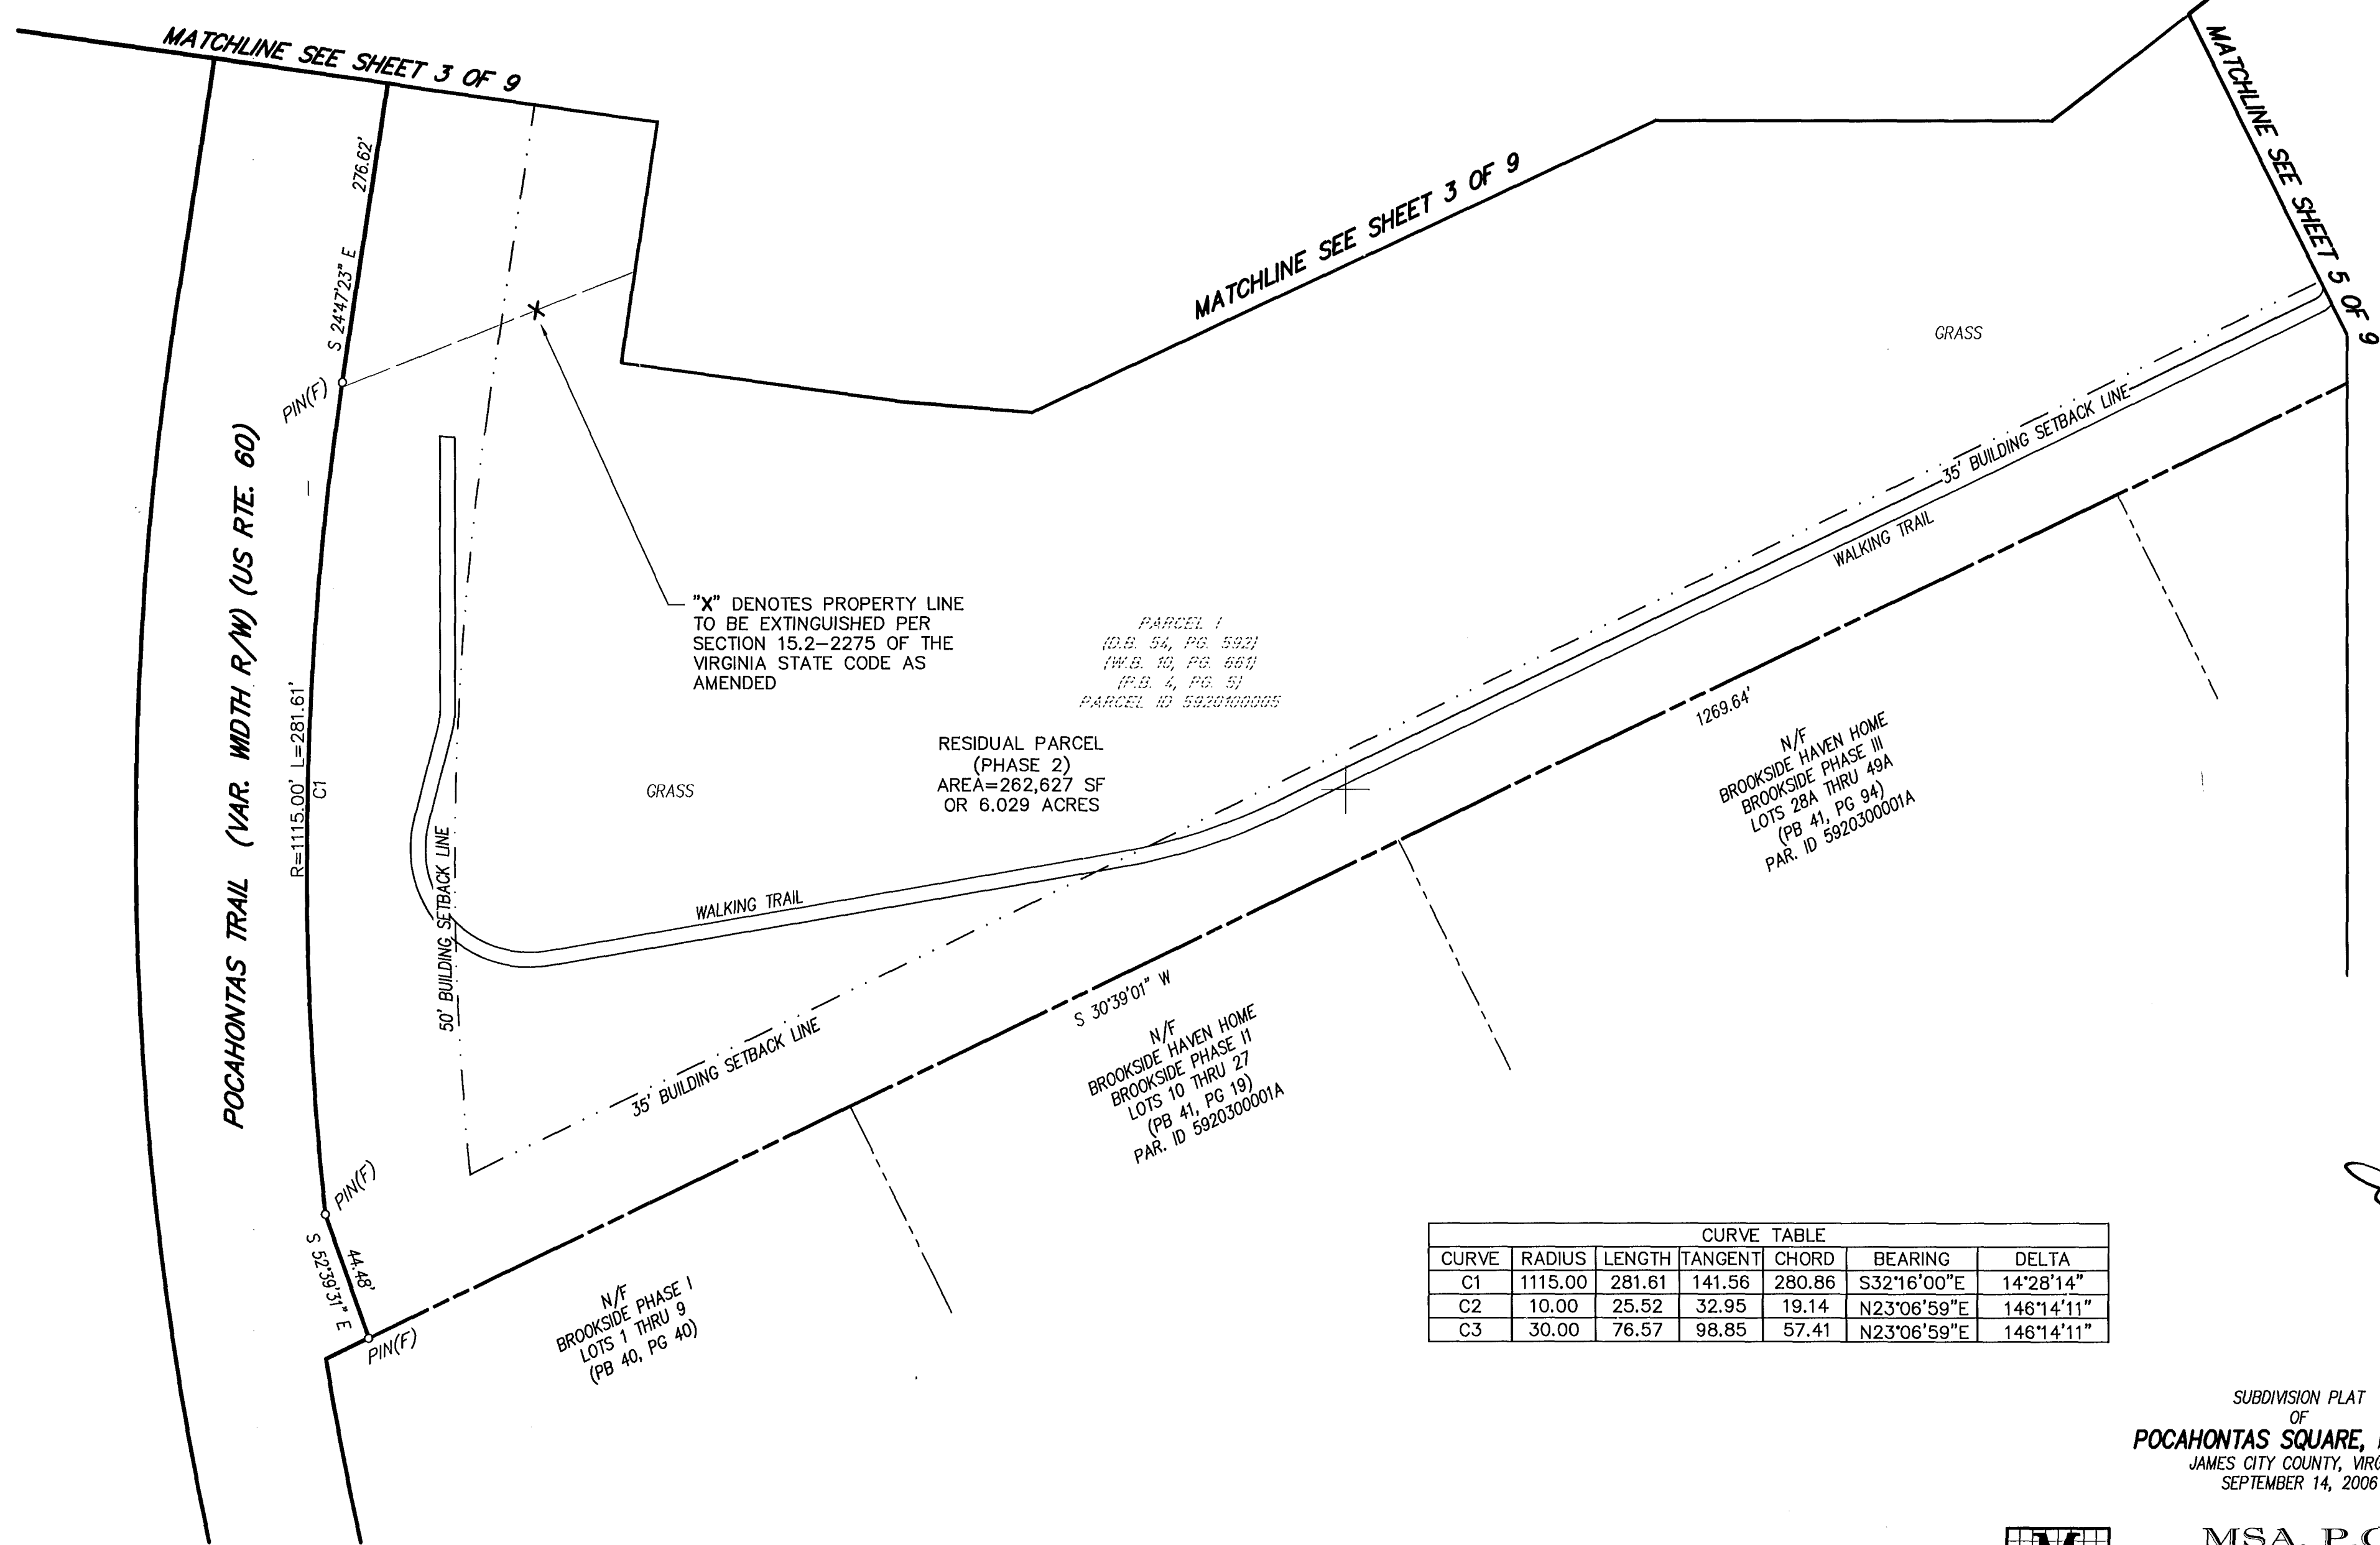 MATCHLINE SEE SHEET 3 OF 9
MATCHLINE SEE SHEET 3 OF 9
MATCHLINE SEE SHEET 5 OF 9
276.62'
S 24°47'23" E
PIN(F)
GRASS
POCAHONTAS TRAIL (VAR. WIDTH R/W) (US RTE. 60)
R=1115.00' L=281.61'
C1
"X" DENOTES PROPERTY LINE
TO BE EXTINGUISHED PER
SECTION 15.2-2275 OF THE
VIRGINIA STATE CODE AS
AMENDED
X
PARCEL 1
(D.B. 54, PG. 592)
(W.B. 10, PG. 661)
(P.B. 4, PG. 5)
PARCEL ID 5920100005
RESIDUAL PARCEL
(PHASE 2)
AREA=262,627 SF
OR 6.029 ACRES
GRASS
35' BUILDING SETBACK LINE
WALKING TRAIL
1269.64'
N/F
BROOKSIDE HAVEN HOME
BROOKSIDE PHASE III
LOTS 28A THRU 49A
(PB 41, PG 94)
PAR. ID 5920300001A
50' BUILDING SETBACK LINE
WALKING TRAIL
35' BUILDING SETBACK LINE
S 30°39'01" W
N/F
BROOKSIDE HAVEN HOME
BROOKSIDE PHASE I1
LOTS 10 THRU 27
(PB 41, PG 19)
PAR. ID 5920300001A
PIN(F)
44.48'
S 52°39'31" E
PIN(F)
N/F
BROOKSIDE PHASE I
LOTS 1 THRU 9
(PB 40, PG 40)
CURVE TABLE
CURVE RADIUS LENGTH TANGENT CHORD BEARING DELTA
C1 1115.00 281.61 141.56 280.86 S32°16'00"E 14°28'14"
C2 10.00 25.52 32.95 19.14 N23°06'59"E 146°14'11"
C3 30.00 76.57 98.85 57.41 N23°06'59"E 146°14'11"
SUBDIVISION PLAT
OF
POCAHONTAS SQUARE,
JAMES CITY COUNTY,
SEPTEMBER 14, 2006
MSA, P.C